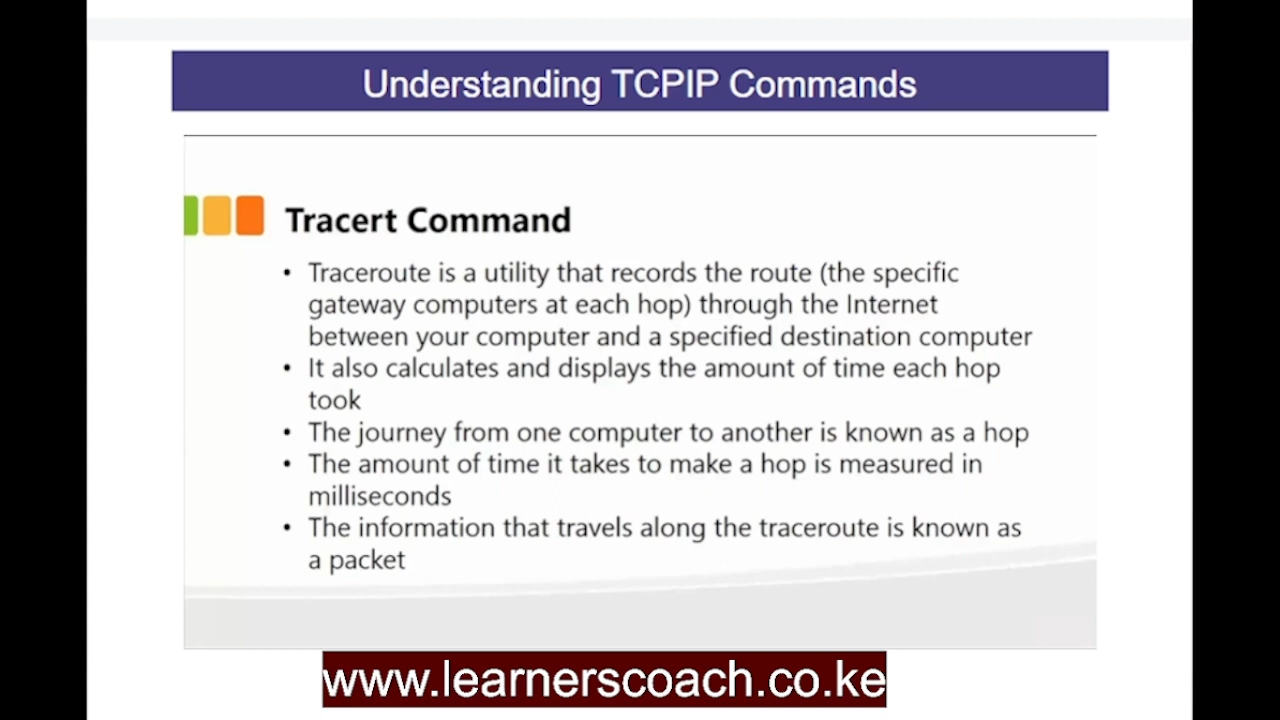 Understanding TCPIP Commands
Tracert Command
• Traceroute is a utility that records the route (the specific
gateway computers at each hop) through the Internet
between your computer and a specified destination computer
• It also calculates and displays the amount of time each hop
took
• The journey from one computer to another is known as a hop
• The amount of time it takes to make a hop is measured in
milliseconds
• The information that travels along the traceroute is known as
a packet
www.learnerscoach.co.ke